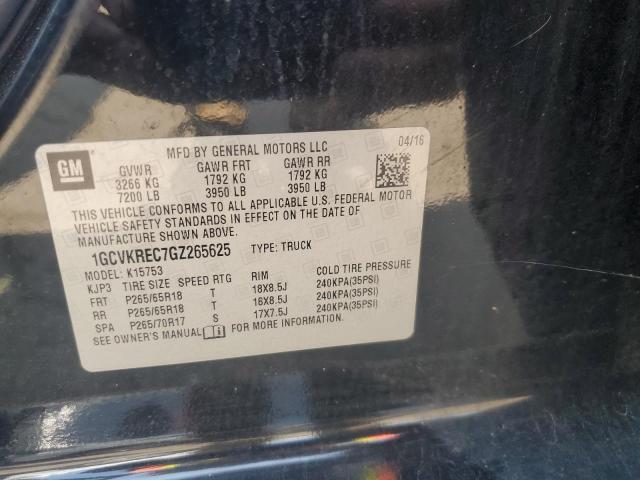 MFD BY GENERAL MOTORS LLC 04/16
GM GVWR GAWR FRT GAWR RR
3266 KG 1792 KG 1792 KG
7200 LB 3950 LB 3950 LB
THIS VEHICLE CONFORMS TO ALL APPLICABLE U.S. FEDERAL MOTOR
VEHICLE SAFETY STANDARDS IN EFFECT ON THE DATE OF
MANUFACTURE SHOWN ABOVE.
1GCVKREC7GZ265625 TYPE: TRUCK
MODEL: K15753
KJP3 TIRE SIZE SPEED RTG RIM COLD TIRE PRESSURE
FRT P265/65R18 T 18X8.5J 240KPA(35PSI)
RR P265/65R18 T 18X8.5J 240KPA(35PSI)
SPA P265/70R17 S 17X7.5J 240KPA(35PSI)
SEE OWNER'S MANUAL